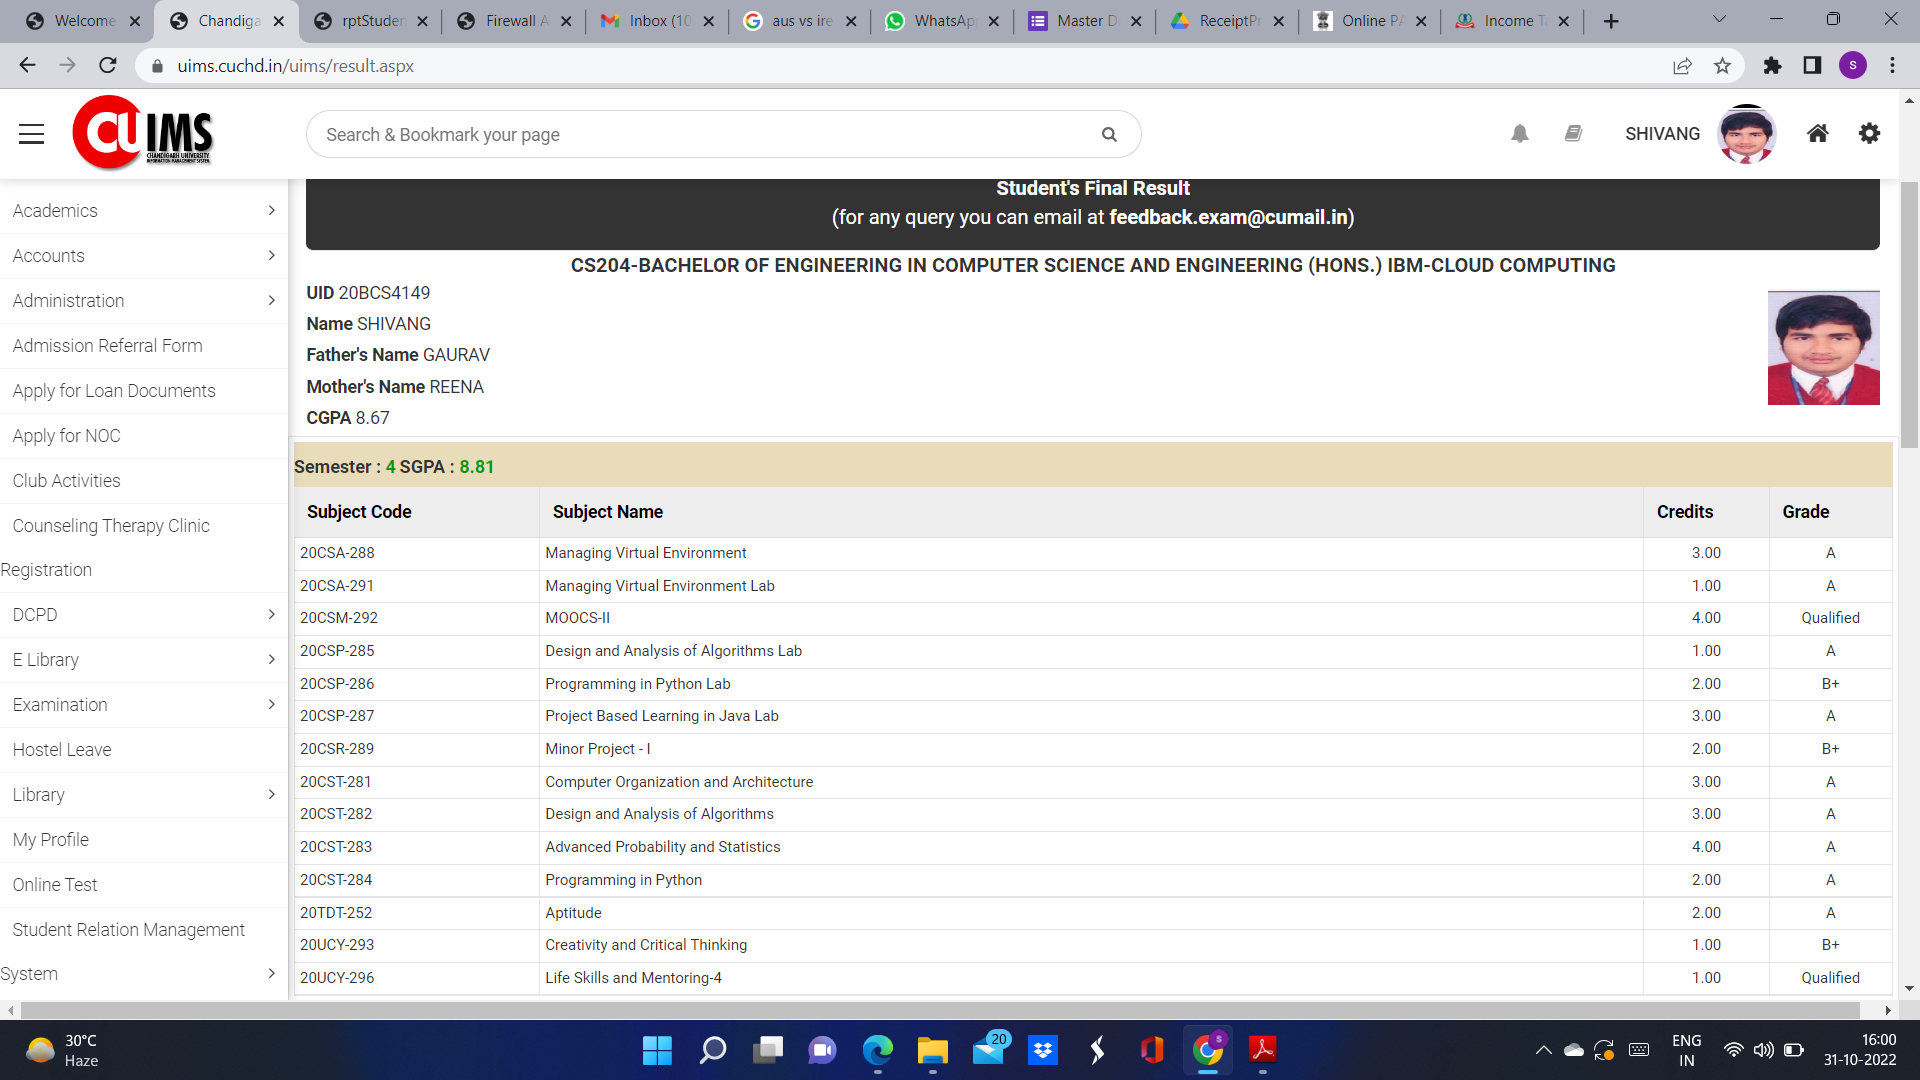 Welcome
Chandiga
rptStuden
Firewall A
Inbox (10
aus vs ire
WhatsAp
Master D
ReceiptPr
Online PA
Income T
uims.cuchd.in/uims/result.aspx
S
CU IMS
CHANDIGARH UNIVERSITY
INFORMATION MANAGEMENT SYSTEM
Search & Bookmark your page
SHIVANG
Academics
Accounts
Administration
Admission Referral Form
Apply for Loan Documents
Apply for NOC
Club Activities
Counseling Therapy Clinic
Registration
DCPD
E Library
Examination
Hostel Leave
Library
My Profile
Online Test
Student Relation Management
System
Student's Final Result
(for any query you can email at feedback.exam@cumail.in)
CS204-BACHELOR OF ENGINEERING IN COMPUTER SCIENCE AND ENGINEERING (HONS.) IBM-CLOUD COMPUTING
UID 20BCS4149
Name SHIVANG
Father's Name GAURAV
Mother's Name REENA
CGPA 8.67
Semester : 4 SGPA : 8.81
Subject Code Subject Name Credits Grade
20CSA-288 Managing Virtual Environment 3.00 A
20CSA-291 Managing Virtual Environment Lab 1.00 A
20CSM-292 MOOCS-II 4.00 Qualified
20CSP-285 Design and Analysis of Algorithms Lab 1.00 A
20CSP-286 Programming in Python Lab 2.00 B+
20CSP-287 Project Based Learning in Java Lab 3.00 A
20CSR-289 Minor Project - I 2.00 B+
20CST-281 Computer Organization and Architecture 3.00 A
20CST-282 Design and Analysis of Algorithms 3.00 A
20CST-283 Advanced Probability and Statistics 4.00 A
20CST-284 Programming in Python 2.00 A
20TDT-252 Aptitude 2.00 A
20UCY-293 Creativity and Critical Thinking 1.00 B+
20UCY-296 Life Skills and Mentoring-4 1.00 Qualified
30°C
Haze
20
S
ENG
IN
16:00
31-10-2022